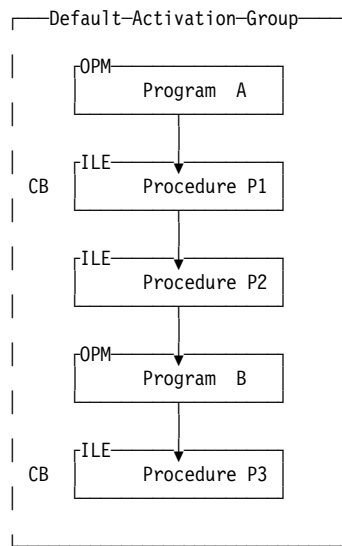 Default Activation Group
OPM
Program A
ILE
CB Procedure P1
ILE
Procedure P2
OPM
Program B
ILE
CB Procedure P3